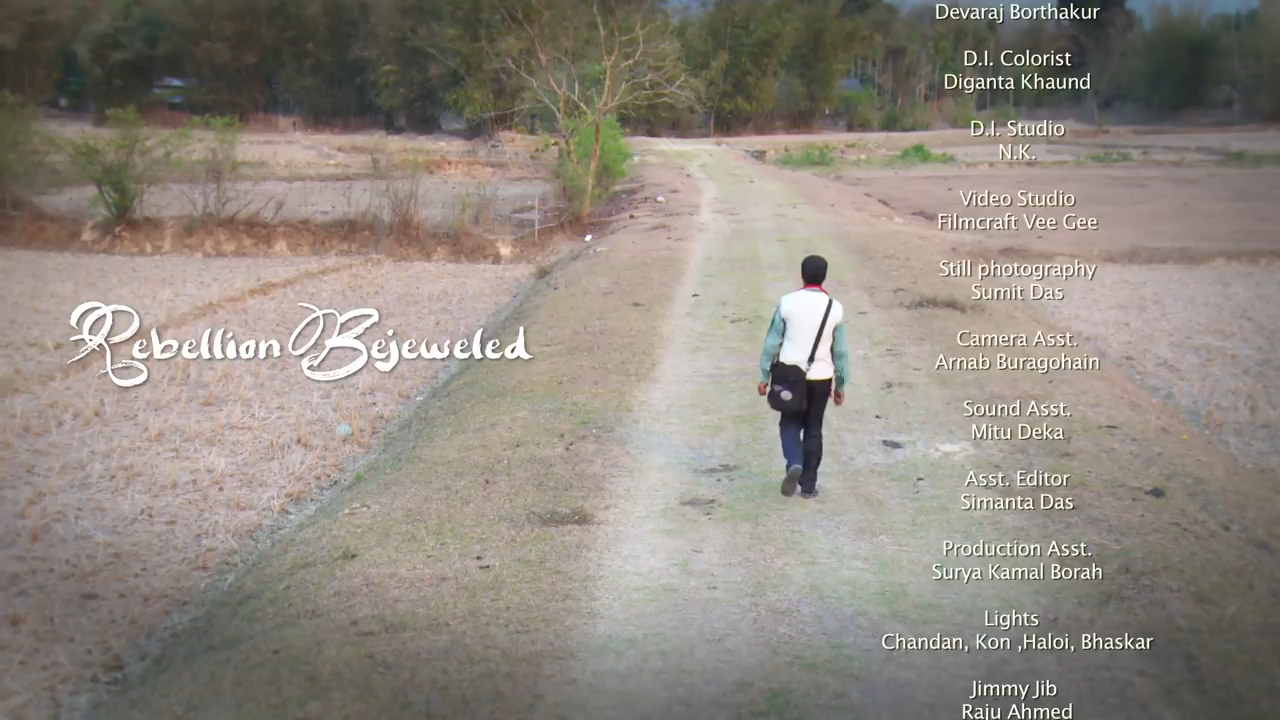 Devaraj Borthakur
D.I. Colorist
Diganta Khaund
D.I. Studio
N.K.
Video Studio
Filmcraft Vee Gee
Still photography
Sumit Das
Rebellion Bejeweled
Camera Asst.
Arnab Buragohain
Sound Asst.
Mitu Deka
Asst. Editor
Simanta Das
Production Asst.
Surya Kamal Borah
Lights
Chandan, Kon ,Haloi, Bhaskar
Jimmy Jib
Raju Ahmed